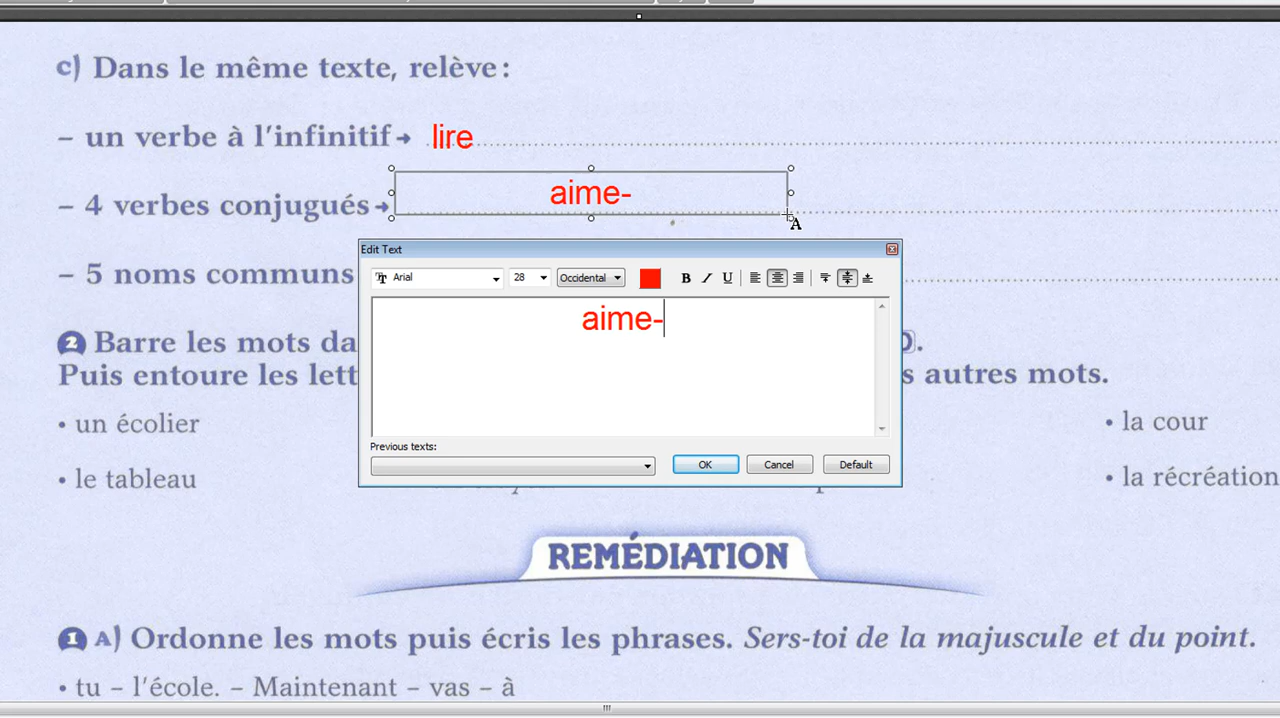 c) Dans le même texte, relève :
– un verbe à l'infinitif → lire
aime-
– 4 verbes conjugués →
A
Edit Text
– 5 noms communs
Arial 28 Occidental B I U
aime-
2 Barre les mots da
Puis entoure les lett s autres mots.
• un écolier • la cour
Previous texts:
OK Cancel Default
• le tableau • la récréation
REMÉDIATION
1 A) Ordonne les mots puis écris les phrases. Sers-toi de la majuscule et du point.
• tu – l'école. – Maintenant – vas – à